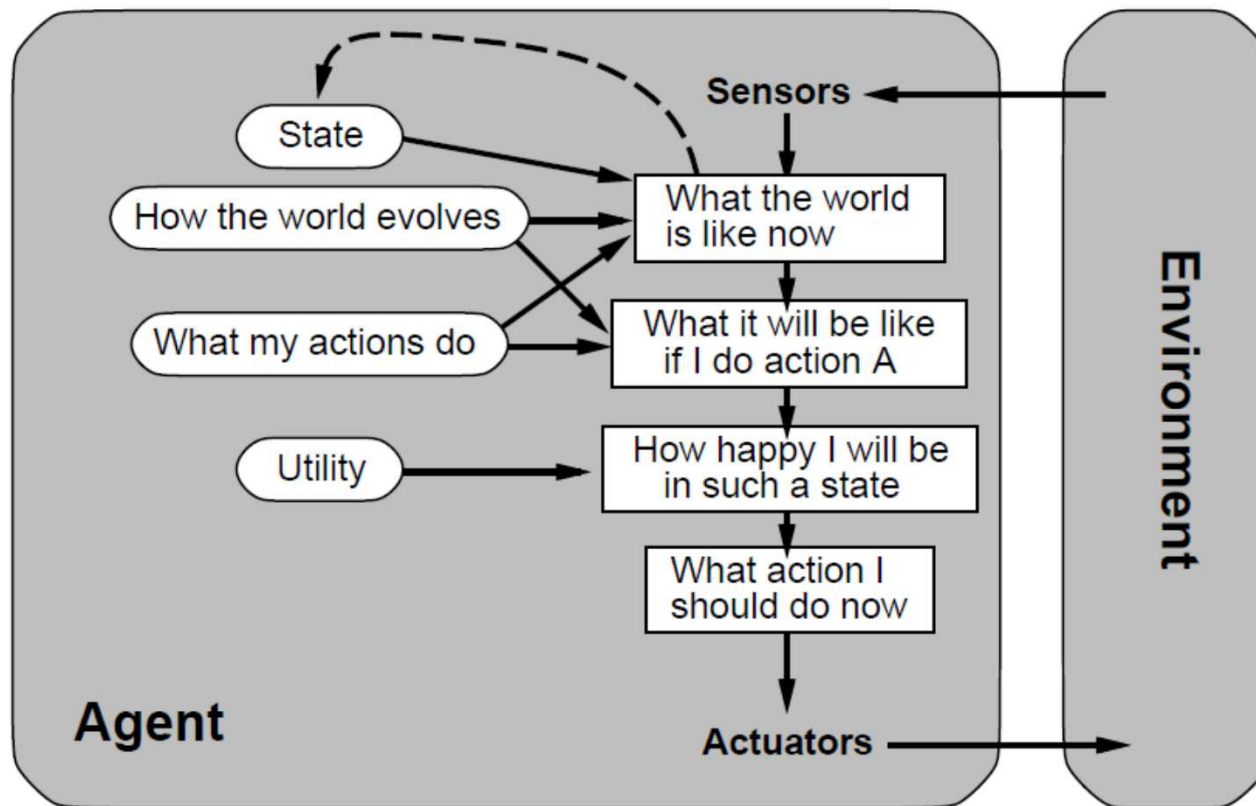 Sensors
State
What the world
is like now
How the world evolves
What it will be like
if I do action A
What my actions do
How happy I will be
in such a state
Utility
What action I
should do now
Agent
Actuators
Environment